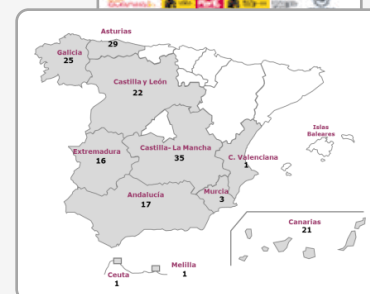 Asturias
29
Galicia
25
Castilla y León
22
Islas
Baleares
Extremadura
16
Castilla- La Mancha
35
C. Valenciana
1
Andalucía
17
Murcia
3
Canarias
21
Ceuta
1
Melilla
1